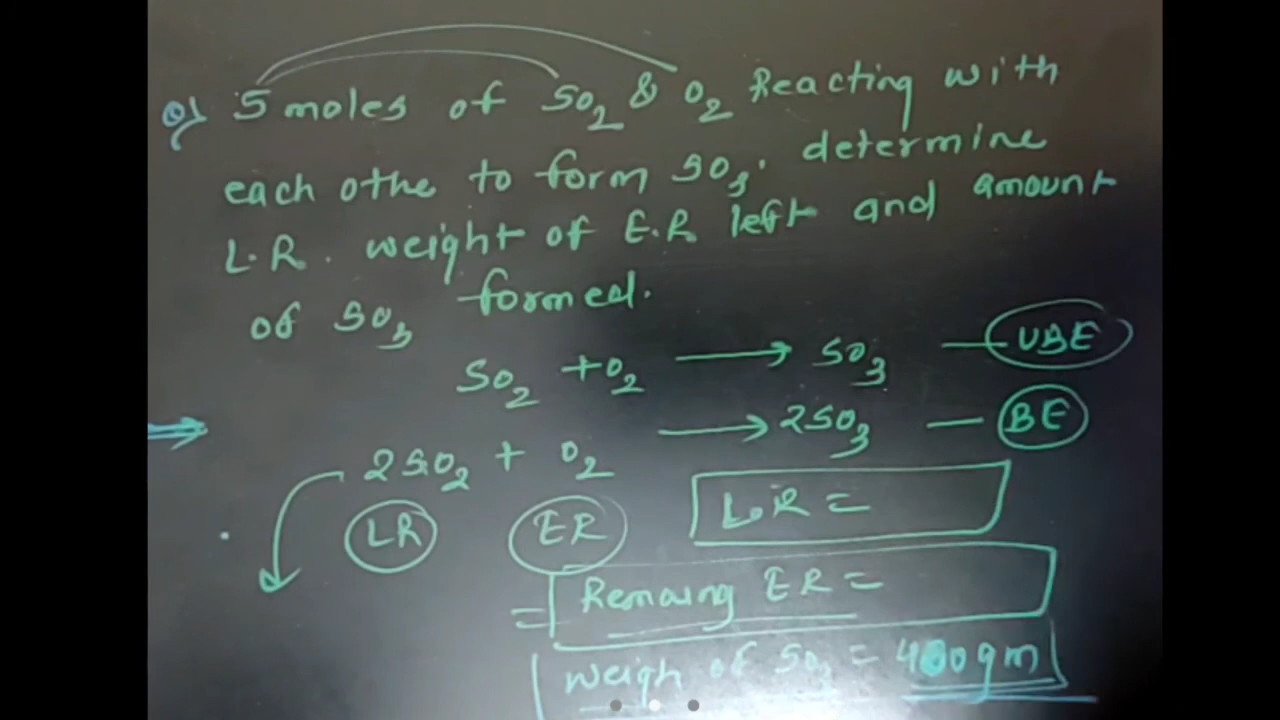 Q) 5 moles of SO₂ & O₂ Reacting with
each othe to form SO₃. determine
L.R. weight of E.R left and amount
of SO₃ formed.
SO₂ + O₂ → SO₃ — UBE
2SO₂ + O₂ → 2SO₃ — BE
LR ER LR =
= Remaing ER =
weigh of SO₃ = 400gm